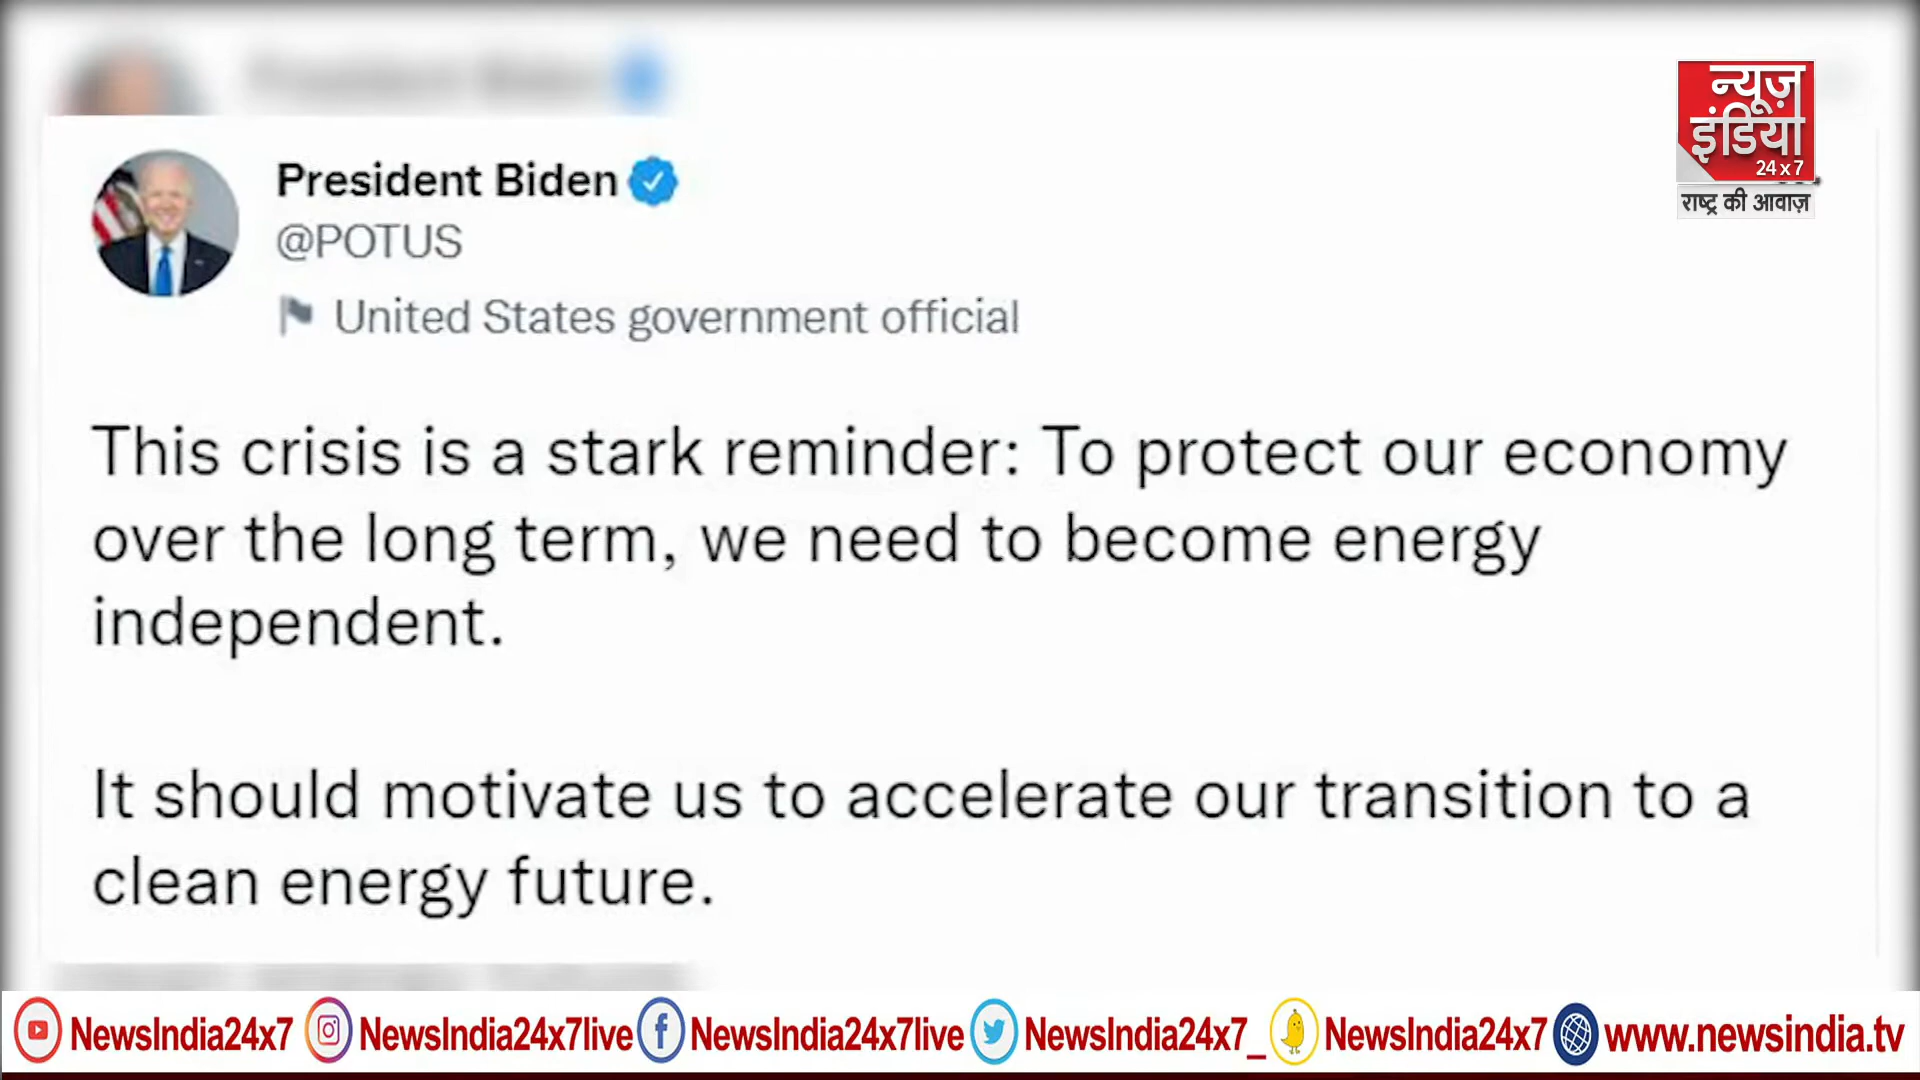 President Biden
@POTUS
United States government official
न्यूज़
इंडिया
24x7
राष्ट्र की आवाज़
This crisis is a stark reminder: To protect our economy
over the long term, we need to become energy
independent.
It should motivate us to accelerate our transition to a
clean energy future.
NewsIndia24x7 NewsIndia24x7live NewsIndia24x7live NewsIndia24x7_ NewsIndia24x7 www.newsindia.tv